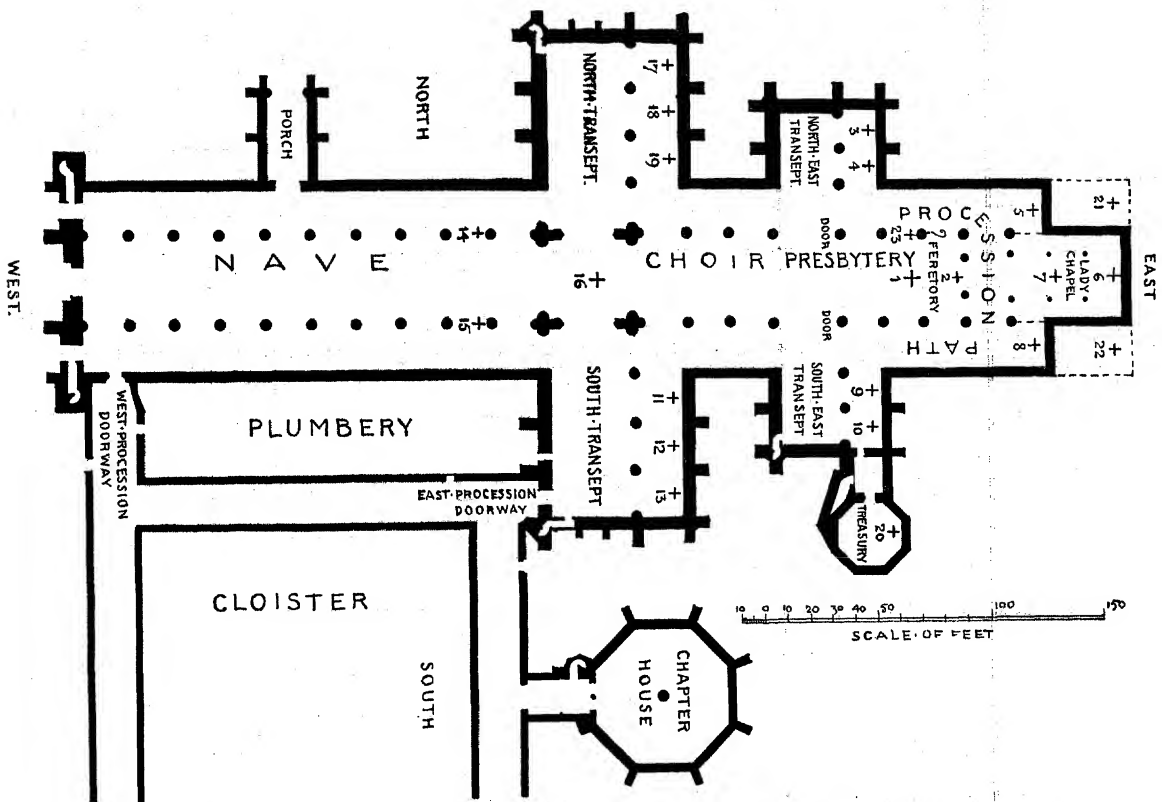 NORTH
PORCH
NORTH·TRANSEPT.
17
18
19
NORTH-EAST
TRANSEPT.
3
4
21
5
PROCESSION
PATH
EAST
WEST.
NAVE
14
15
16
CHOIR
PRESBYTERY
DOOR
DOOR
23
?
FERETORY
1
2
LADY
CHAPEL
6
7
8
22
WEST·PROCESSION
DOORWAY
PLUMBERY
EAST·PROCESSION
DOORWAY
SOUTH·TRANSEPT
11
12
13
SOUTH-EAST
TRANSEPT
9
10
TREASURY
20
CLOISTER
SOUTH
CHAPTER
HOUSE
10 0 10 20 30 40 50 100 150
SCALE·OF FEET